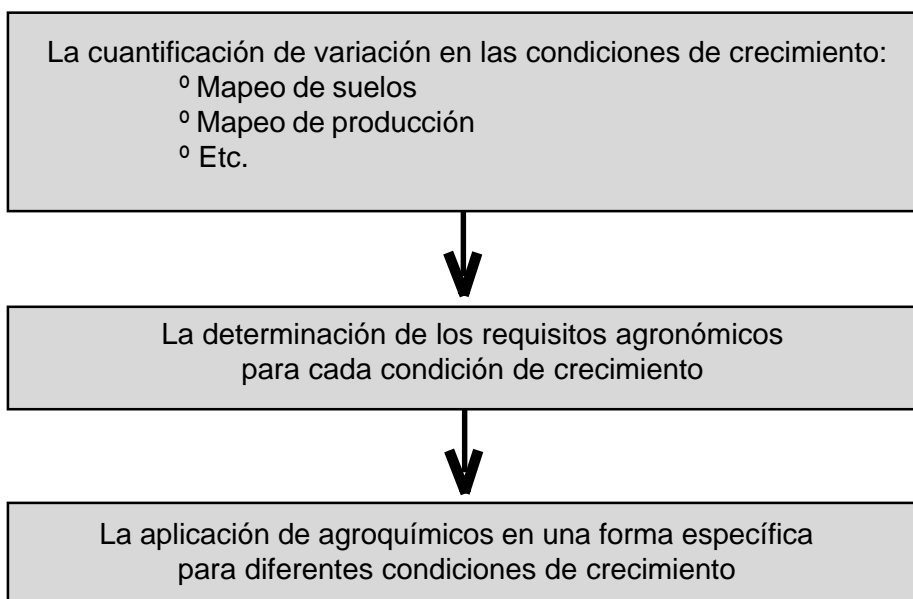 La cuantificación de variación en las condiciones de crecimiento:
º Mapeo de suelos
º Mapeo de producción
º Etc.
La determinación de los requisitos agronómicos
para cada condición de crecimiento
La aplicación de agroquímicos en una forma específica
para diferentes condiciones de crecimiento